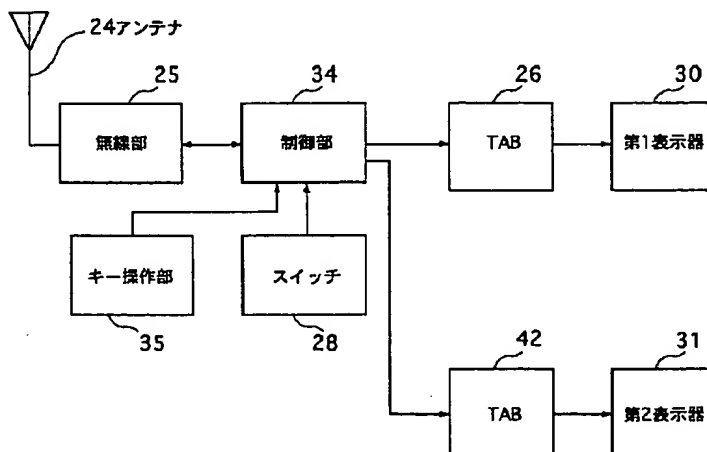 24アンテナ
25
34
26
30
無線部
制御部
TAB
第1表示器
キー操作部
スイッチ
35
28
42
31
TAB
第2表示器